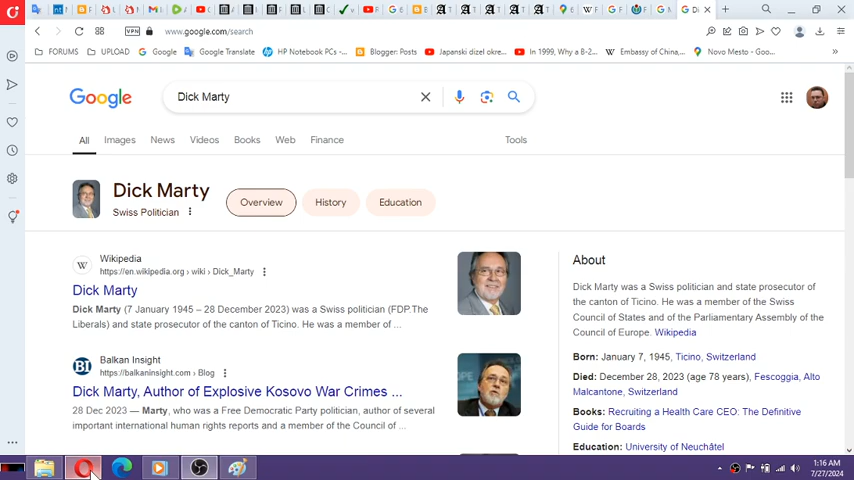 www.google.com/search
VPN
FORUMS
UPLOAD
Google
Google Translate
HP Notebook PCs -...
Blogger: Posts
Japanski dizel okre...
In 1999, Why a B-2...
Embassy of China,...
Novo Mesto - Goo...
Google
Dick Marty
All
Images
News
Videos
Books
Web
Finance
Tools
Dick Marty
Swiss Politician
Overview
History
Education
Wikipedia
https://en.wikipedia.org › wiki › Dick_Marty
Dick Marty
Dick Marty (7 January 1945 – 28 December 2023) was a Swiss politician (FDP.The
Liberals) and state prosecutor of the canton of Ticino. He was a member of ...
Balkan Insight
https://balkaninsight.com › Blog
Dick Marty, Author of Explosive Kosovo War Crimes ...
28 Dec 2023 — Marty, who was a Free Democratic Party politician, author of several
important international human rights reports and a member of the Council of ...
About
Dick Marty was a Swiss politician and state prosecutor of
the canton of Ticino. He was a member of the Swiss
Council of States and of the Parliamentary Assembly of the
Council of Europe. Wikipedia
Born: January 7, 1945, Ticino, Switzerland
Died: December 28, 2023 (age 78 years), Fescoggia, Alto
Malcantone, Switzerland
Books: Recruiting a Health Care CEO: The Definitive
Guide for Boards
Education: University of Neuchâtel
1:16 AM
7/27/2024